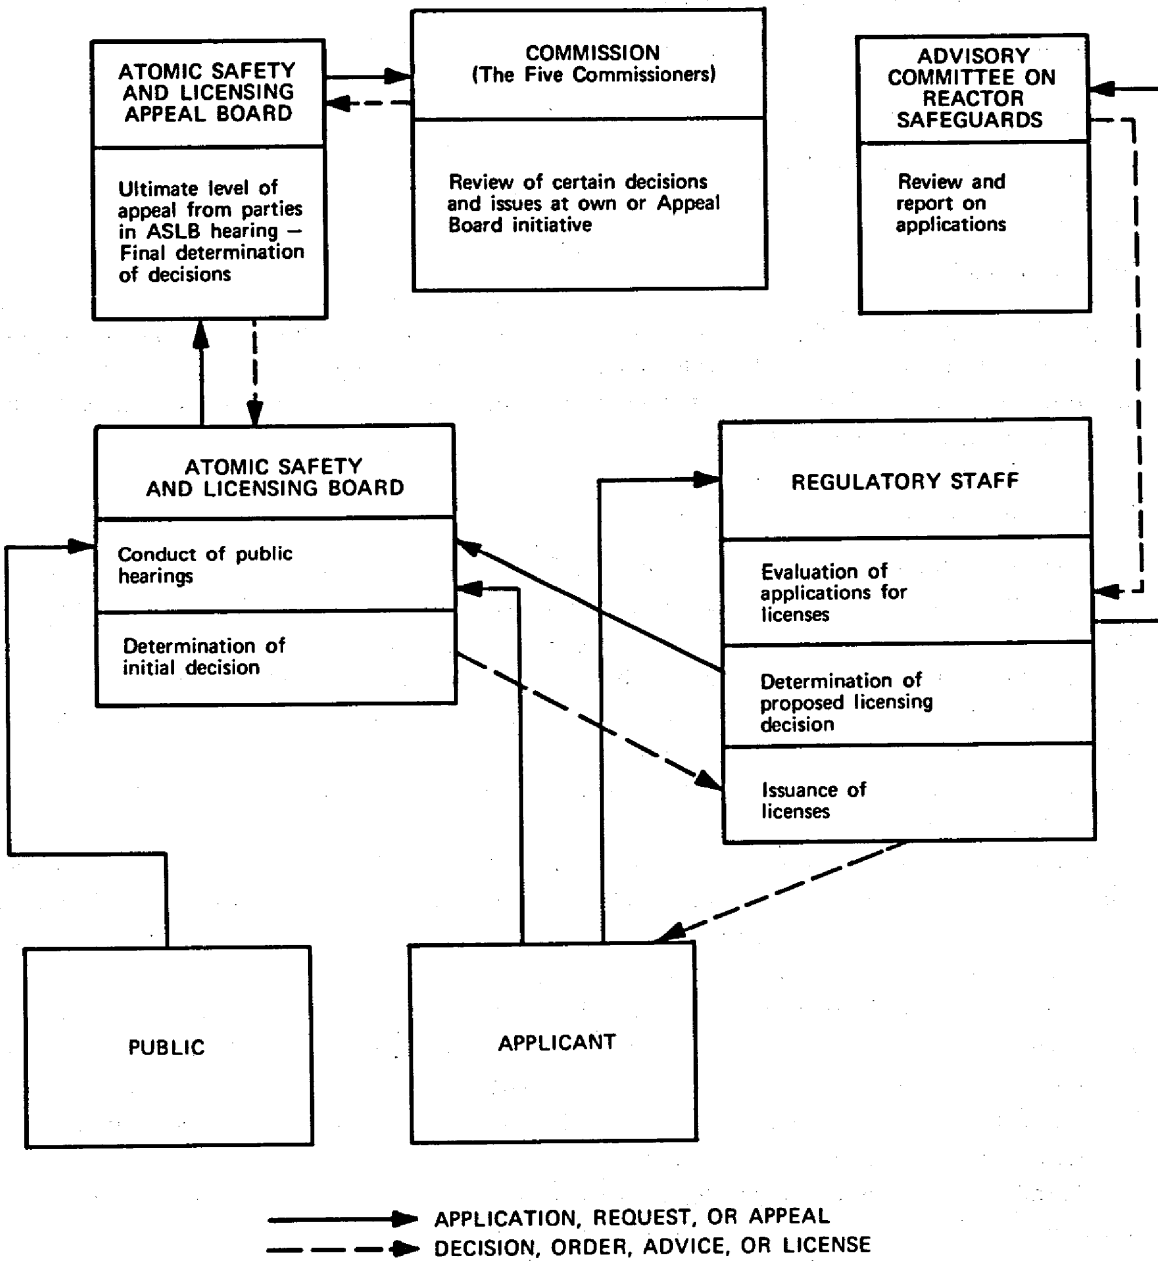 ATOMIC SAFETY
AND LICENSING
APPEAL BOARD
Ultimate level of
appeal from parties
in ASLB hearing —
Final determination
of decisions
COMMISSION
(The Five Commissioners)
Review of certain decisions
and issues at own or Appeal
Board initiative
ADVISORY
COMMITTEE ON
REACTOR
SAFEGUARDS
Review and
report on
applications
ATOMIC SAFETY
AND LICENSING BOARD
Conduct of public
hearings
Determination of
initial decision
REGULATORY STAFF
Evaluation of
applications for
licenses
Determination of
proposed licensing
decision
Issuance of
licenses
PUBLIC
APPLICANT
APPLICATION, REQUEST, OR APPEAL
DECISION, ORDER, ADVICE, OR LICENSE